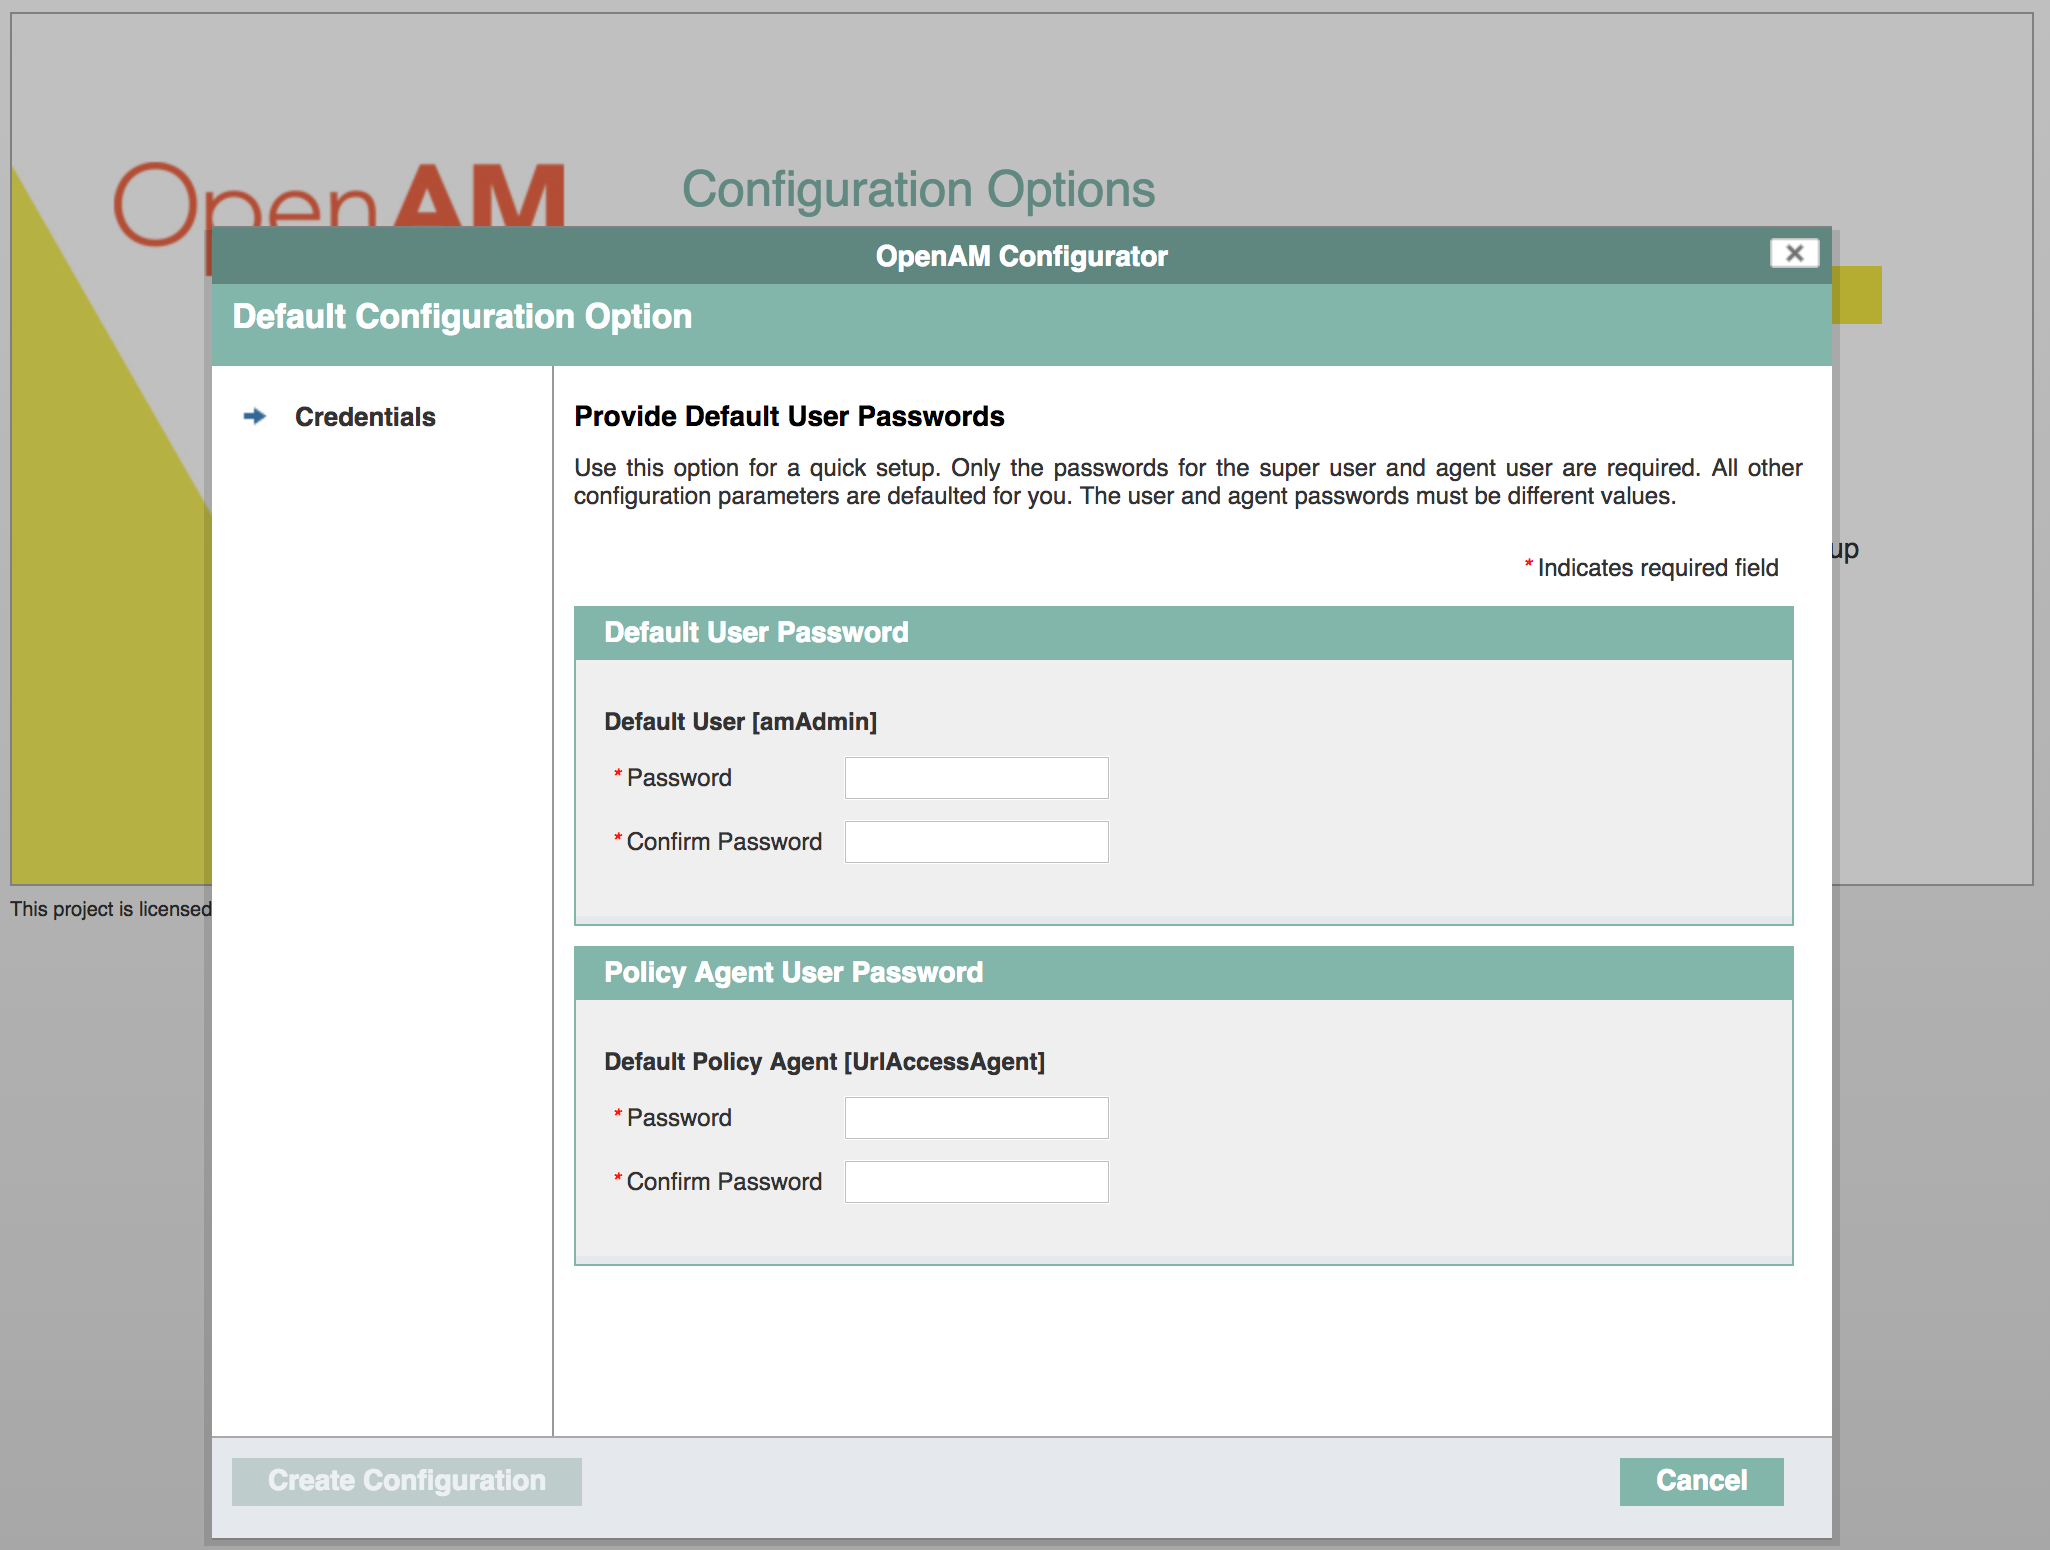 OpenAM
Configuration Options
OpenAM Configurator
Default Configuration Option
Credentials
Provide Default User Passwords
Use this option for a quick setup. Only the passwords for the super user and agent user are required. All other
configuration parameters are defaulted for you. The user and agent passwords must be different values.
up
* Indicates required field
Default User Password
Default User [amAdmin]
* Password
* Confirm Password
This project is licensed
Policy Agent User Password
Default Policy Agent [UrlAccessAgent]
* Password
* Confirm Password
Create Configuration
Cancel